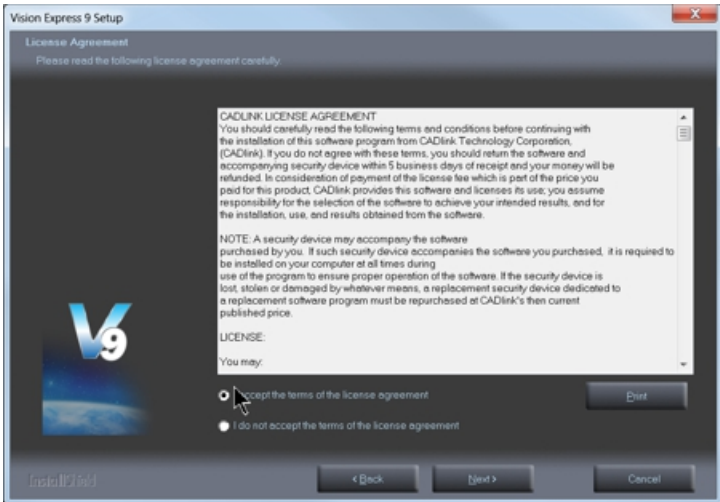 Vision Express 9 Setup
License Agreement
Please read the following license agreement carefully.
CADLINK LICENSE AGREEMENT
You should carefully read the following terms and conditions before continuing with
the installation of this software program from CADlink Technology Corporation,
(CADlink). If you do not agree with these terms, you should return the software and
accompanying security device within 5 business days of receipt and your money will be
refunded. In consideration of payment of the license fee which is part of the price you
paid for this product, CADlink provides this software and licenses its use; you assume
responsibility for the selection of the software to achieve your intended results, and for
the installation, use, and results obtained from the software.
NOTE: A security device may accompany the software
purchased by you. If such security device accompanies the software you purchased, it is required to
be installed on your computer at all times during
use of the program to ensure proper operation of the software. If the security device is
lost, stolen or damaged by whatever means, a replacement security device dedicated to
a replacement software program must be repurchased at CADlink's then current
published price.
LICENSE:
You may:
V9
accept the terms of the license agreement
Print
I do not accept the terms of the license agreement
InstallShield
< Back
Next >
Cancel